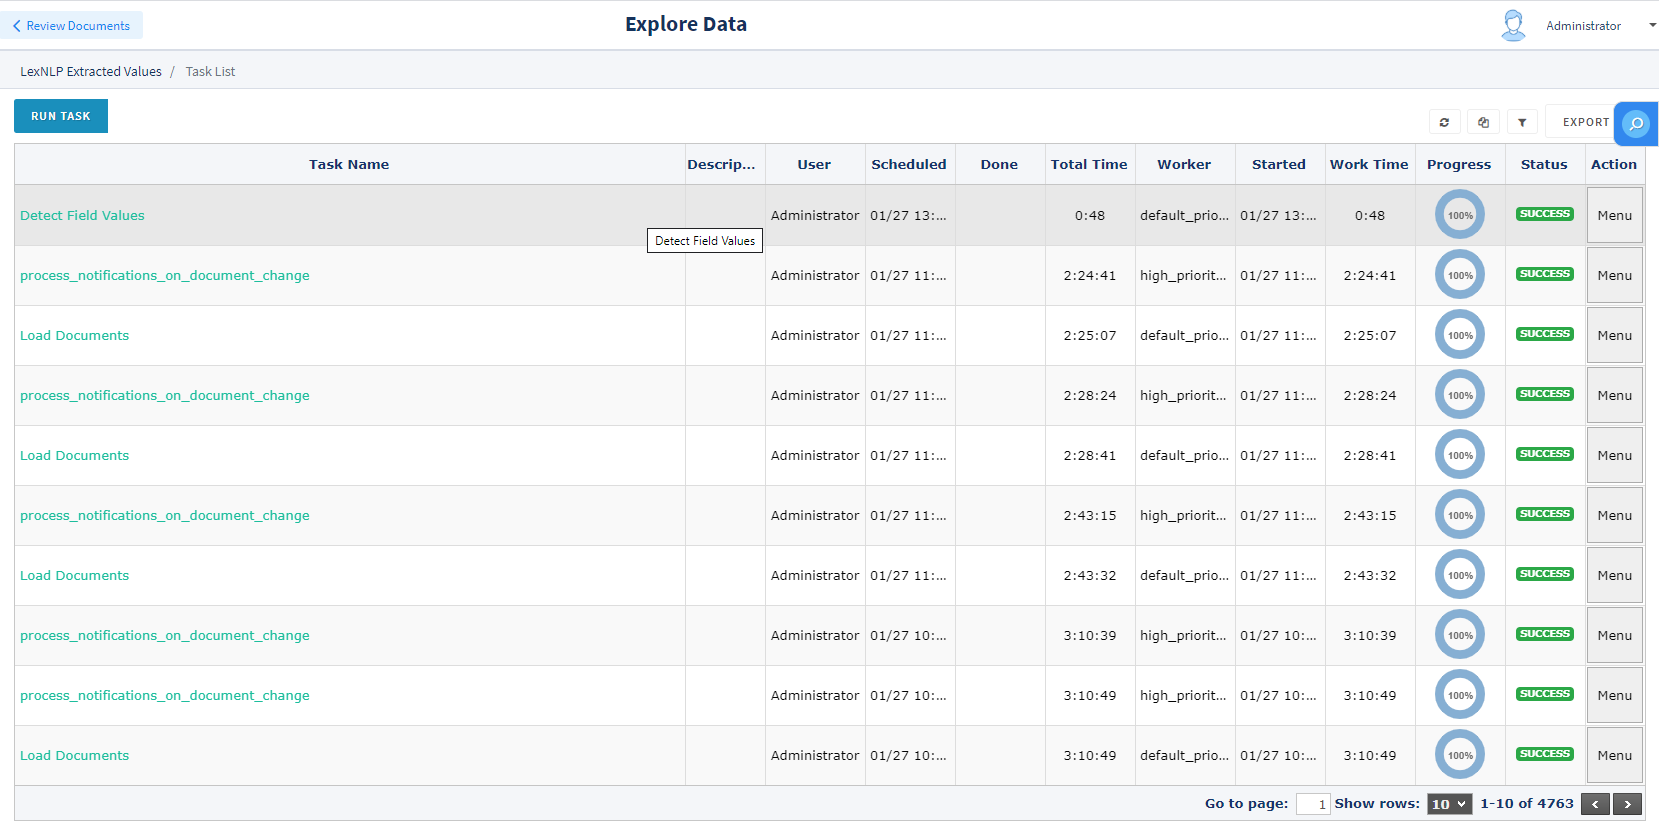 Review Documents
Explore Data
Administrator
LexNLP Extracted Values / Task List
RUN TASK
EXPORT
Task Name Descrip... User Scheduled Done Total Time Worker Started Work Time Progress Status Action
Detect Field Values Administrator 01/27 13:... 0:48 default_prio... 01/27 13:... 0:48 100% SUCCESS Menu
Detect Field Values
process_notifications_on_document_change Administrator 01/27 11:... 2:24:41 high_priorit... 01/27 11:... 2:24:41 100% SUCCESS Menu
Load Documents Administrator 01/27 11:... 2:25:07 default_prio... 01/27 11:... 2:25:07 100% SUCCESS Menu
process_notifications_on_document_change Administrator 01/27 11:... 2:28:24 high_priorit... 01/27 11:... 2:28:24 100% SUCCESS Menu
Load Documents Administrator 01/27 11:... 2:28:41 default_prio... 01/27 11:... 2:28:41 100% SUCCESS Menu
process_notifications_on_document_change Administrator 01/27 11:... 2:43:15 high_priorit... 01/27 11:... 2:43:15 100% SUCCESS Menu
Load Documents Administrator 01/27 11:... 2:43:32 default_prio... 01/27 11:... 2:43:32 100% SUCCESS Menu
process_notifications_on_document_change Administrator 01/27 10:... 3:10:39 high_priorit... 01/27 10:... 3:10:39 100% SUCCESS Menu
process_notifications_on_document_change Administrator 01/27 10:... 3:10:49 high_priorit... 01/27 10:... 3:10:49 100% SUCCESS Menu
Load Documents Administrator 01/27 10:... 3:10:49 default_prio... 01/27 10:... 3:10:49 100% SUCCESS Menu
Go to page: 1 Show rows: 10 1-10 of 4763